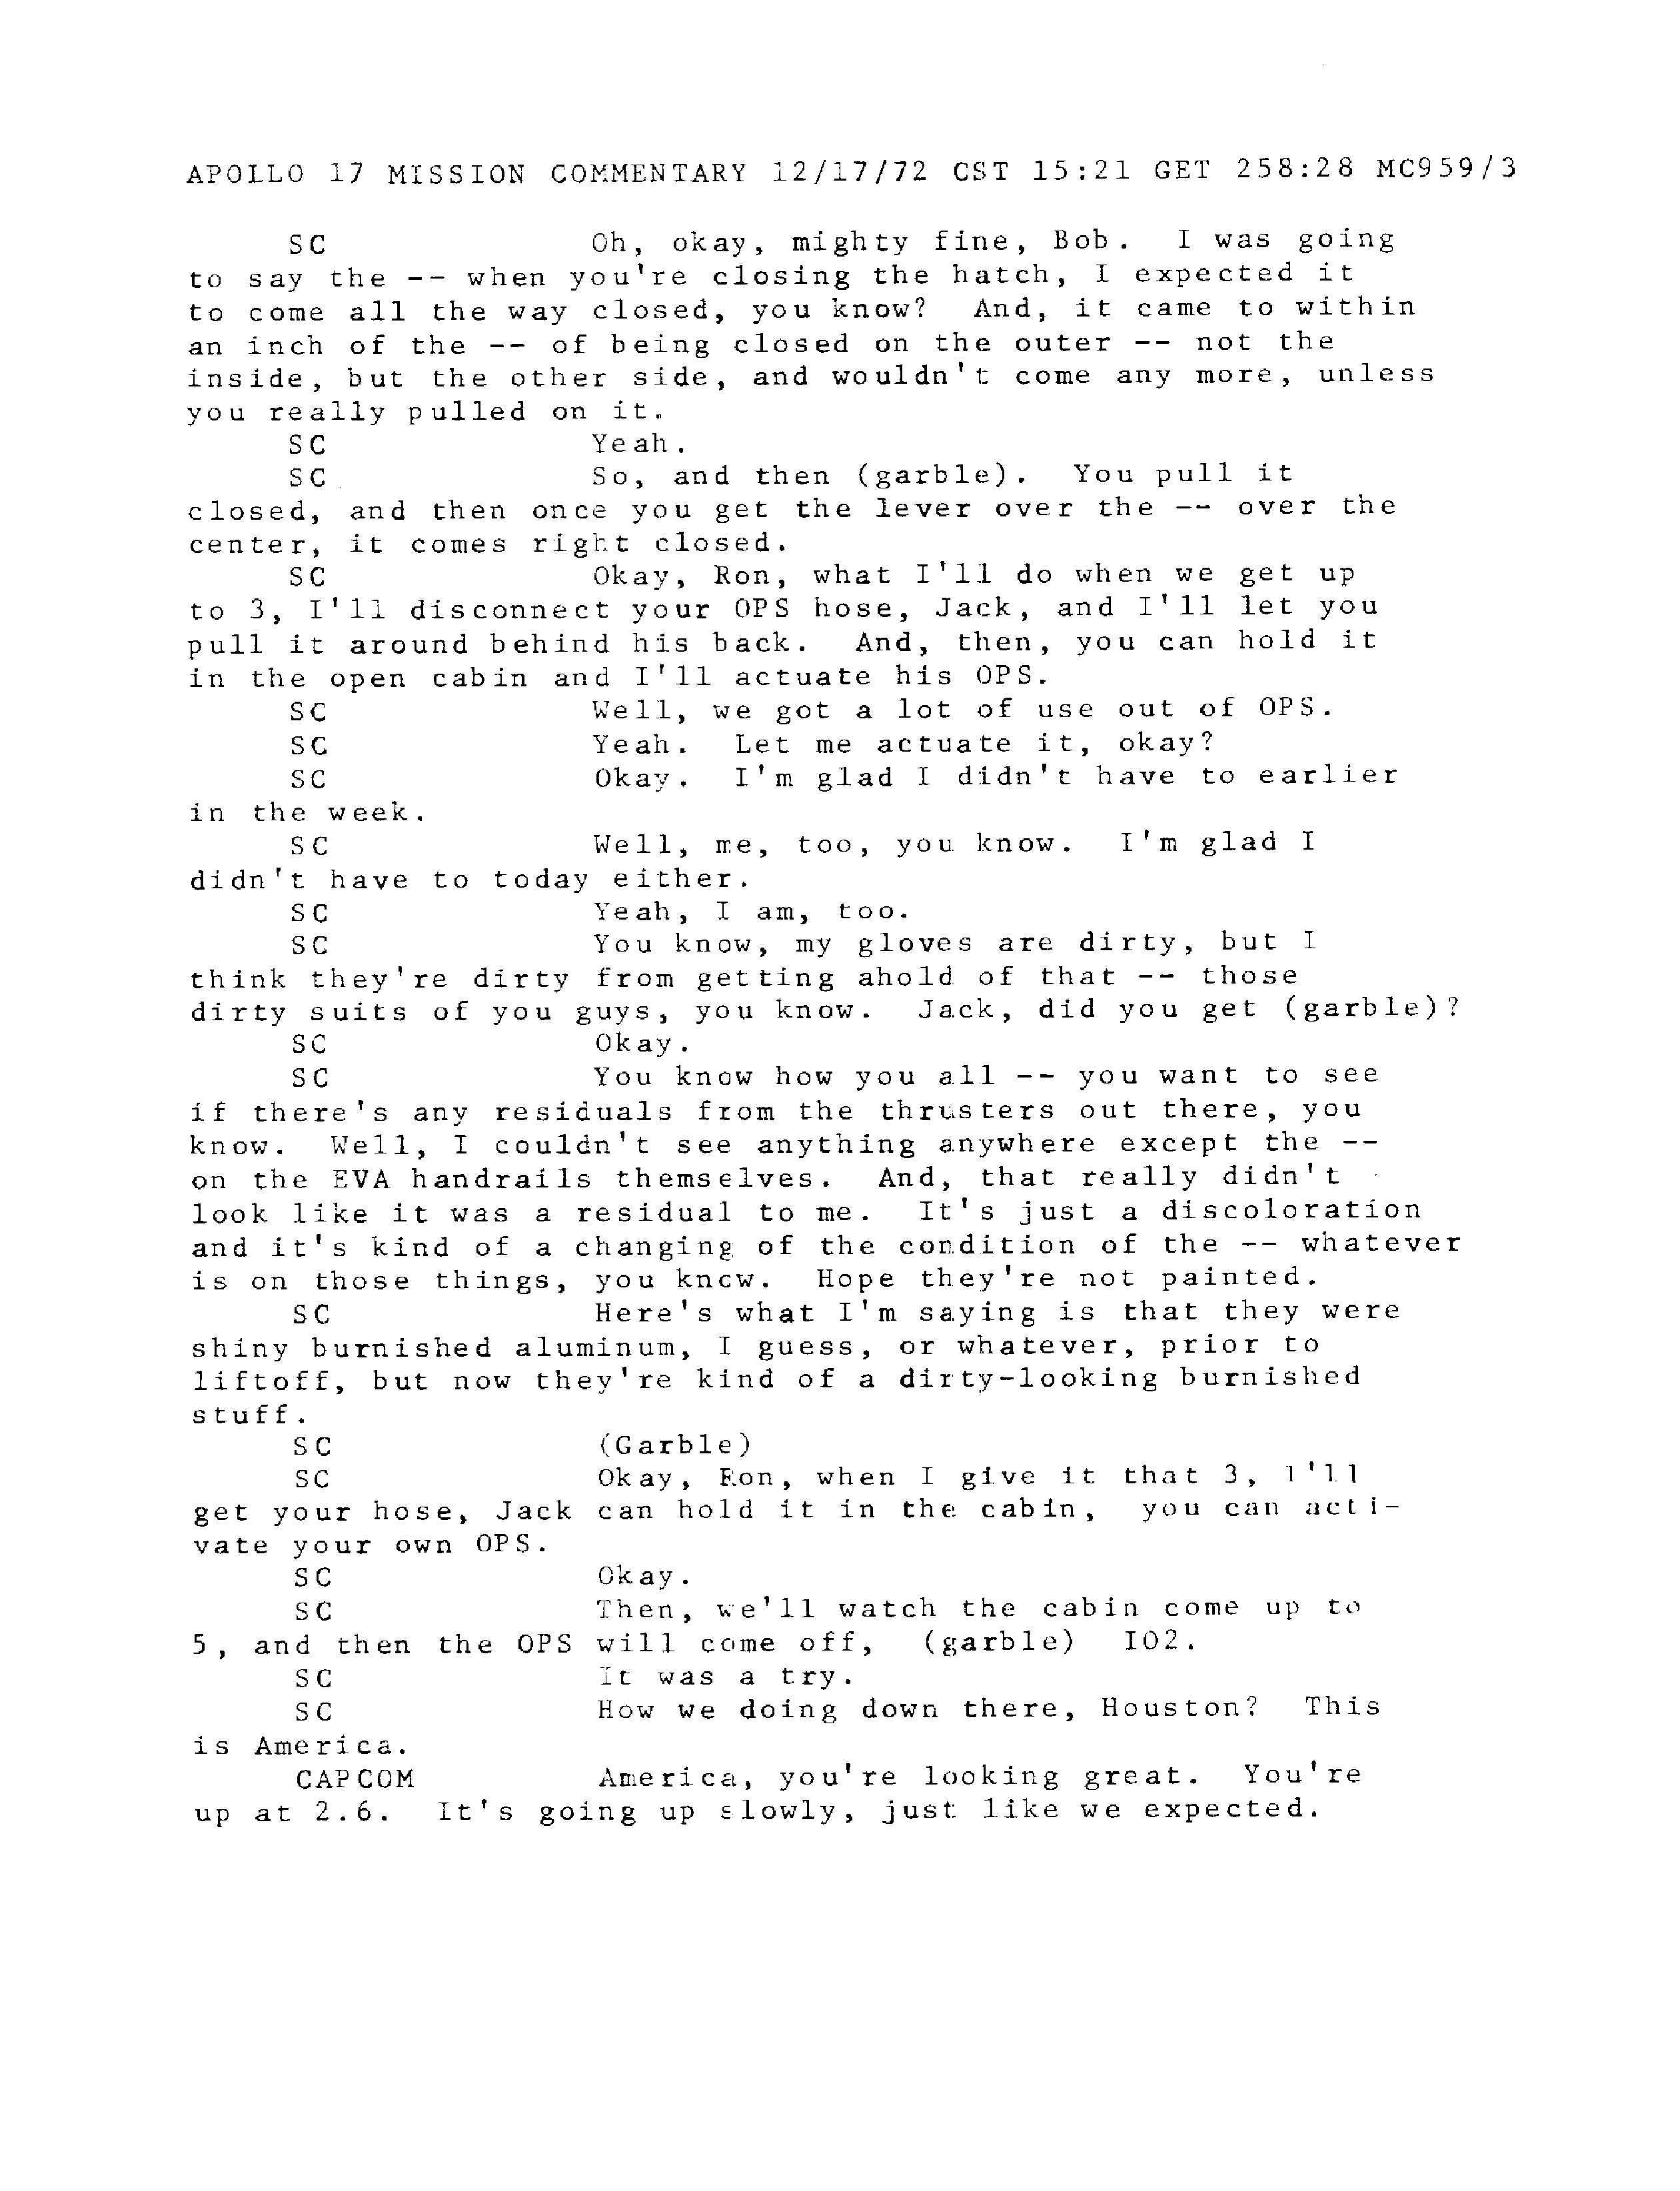 APOLLO 17 MISSION COMMENTARY 12/17/72 CST 15:21 GET 258:28 MC959/3
SC Oh, okay, mighty fine, Bob. I was going
to say the -- when you're closing the hatch, I expected it
to come all the way closed, you know? And, it came to within
an inch of the -- of being closed on the outer -- not the
inside, but the other side, and wouldn't come any more, unless
you really pulled on it.
SC Yeah.
SC So, and then (garble). You pull it
closed, and then once you get the lever over the -- over the
center, it comes right closed.
SC Okay, Ron, what I'll do when we get up
to 3, I'll disconnect your OPS hose, Jack, and I'll let you
pull it around behind his back. And, then, you can hold it
in the open cabin and I'll actuate his OPS.
SC Well, we got a lot of use out of OPS.
SC Yeah. Let me actuate it, okay?
SC Okay. I'm glad I didn't have to earlier
in the week.
SC Well, me, too, you know. I'm glad I
didn't have to today either.
SC Yeah, I am, too.
SC You know, my gloves are dirty, but I
think they're dirty from getting ahold of that -- those
dirty suits of you guys, you know. Jack, did you get (garble)?
SC Okay.
SC You know how you all -- you want to see
if there's any residuals from the thrusters out there, you
know. Well, I couldn't see anything anywhere except the --
on the EVA handrails themselves. And, that really didn't
look like it was a residual to me. It's just a discoloration
and it's kind of a changing of the condition of the -- whatever
is on those things, you know. Hope they're not painted.
SC Here's what I'm saying is that they were
shiny burnished aluminum, I guess, or whatever, prior to
liftoff, but now they're kind of a dirty-looking burnished
stuff.
SC (Garble)
SC Okay, Ron, when I give it that 3, I'll
get your hose, Jack can hold it in the cabin, you can acti-
vate your own OPS.
SC Okay.
SC Then, we'll watch the cabin come up to
5, and then the OPS will come off, (garble) IO2.
SC It was a try.
SC How we doing down there, Houston? This
is America.
CAPCOM America, you're looking great. You're
up at 2.6. It's going up slowly, just like we expected.